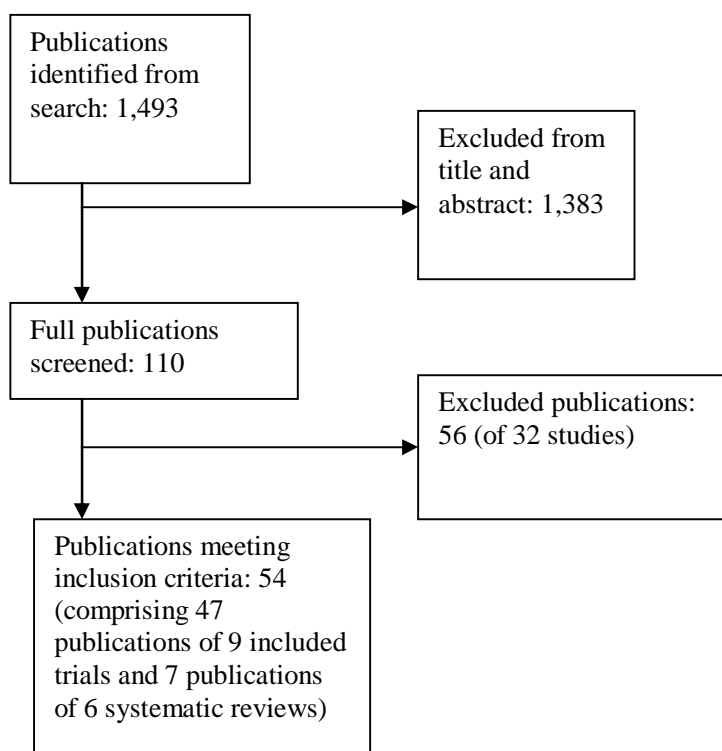 Publications
identified from
search: 1,493
Excluded from
title and
abstract: 1,383
Full publications
screened: 110
Excluded publications:
56 (of 32 studies)
Publications meeting
inclusion criteria: 54
(comprising 47
publications of 9 included
trials and 7 publications
of 6 systematic reviews)